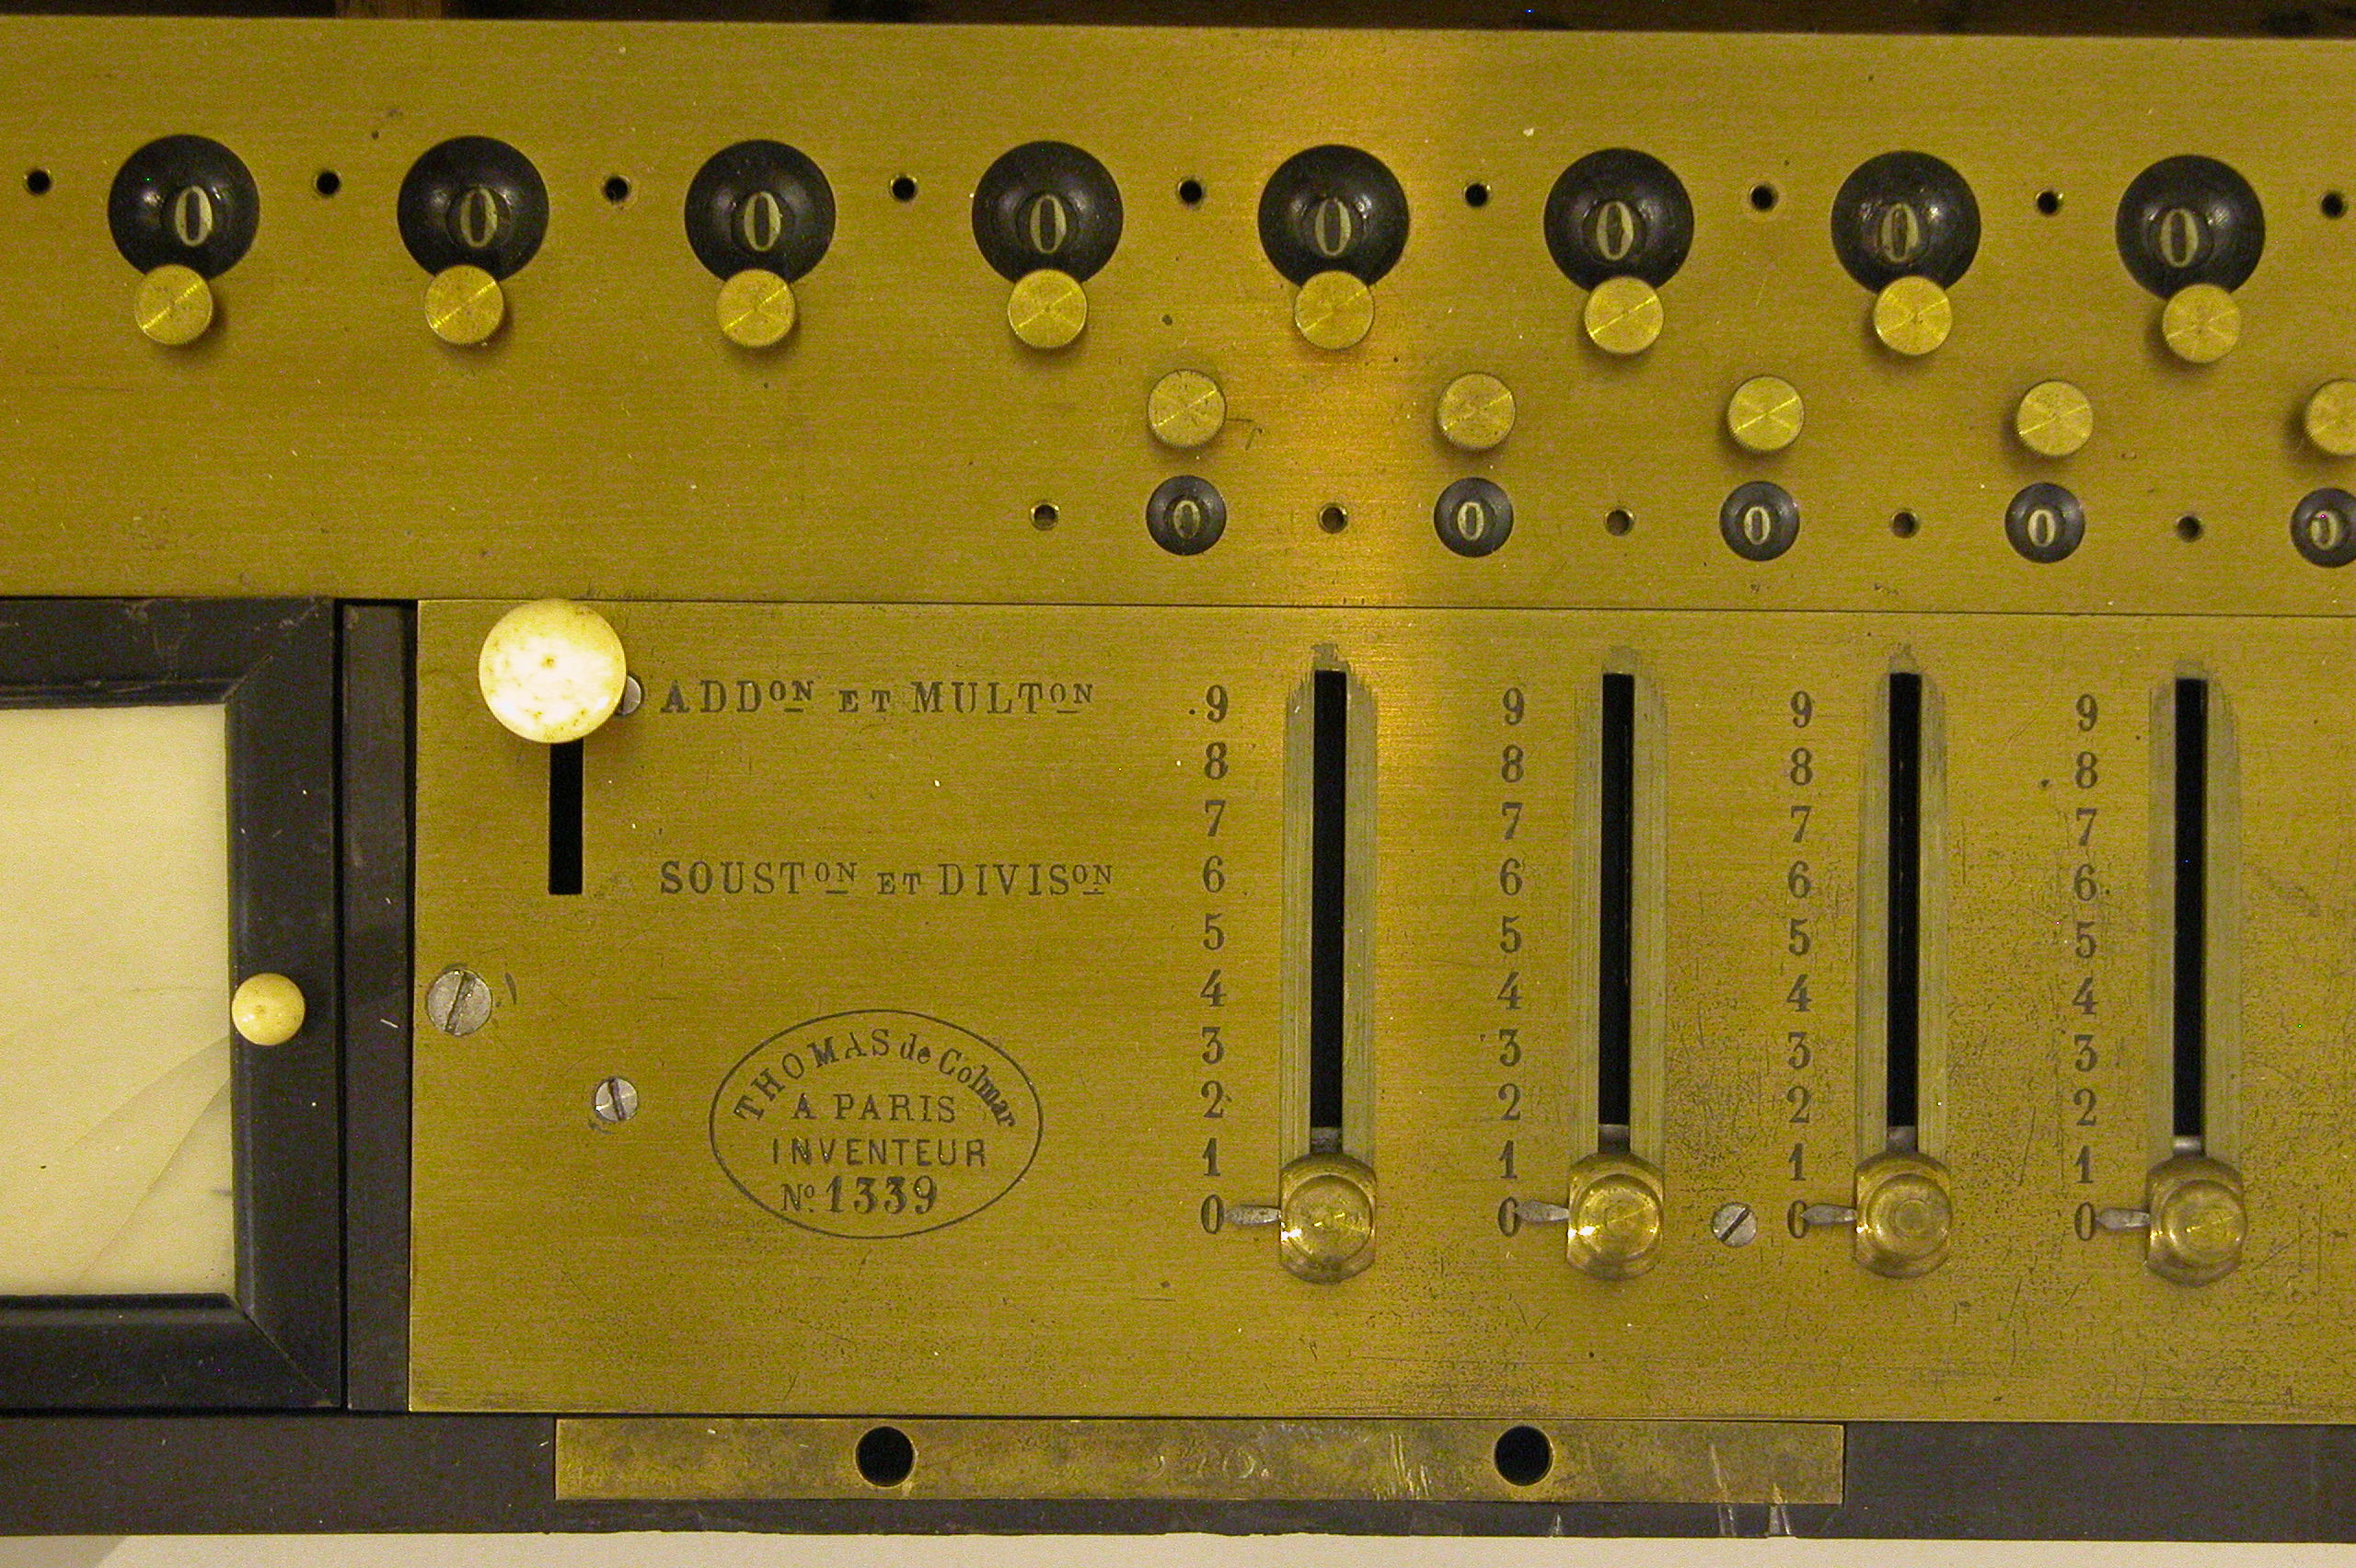 0 0 0 0 0 0 0 0
0 0 0 0 0
ADDON ET MULTON
SOUSTON ET DIVISON
THOMAS de Colmar
A PARIS
INVENTEUR
No. 1339
9 9 9 9
8 8 8 8
7 7 7 7
6 6 6 6
5 5 5 5
4 4 4 4
3 3 3 3
2 2 2 2
1 1 1 1
0 0 0 0